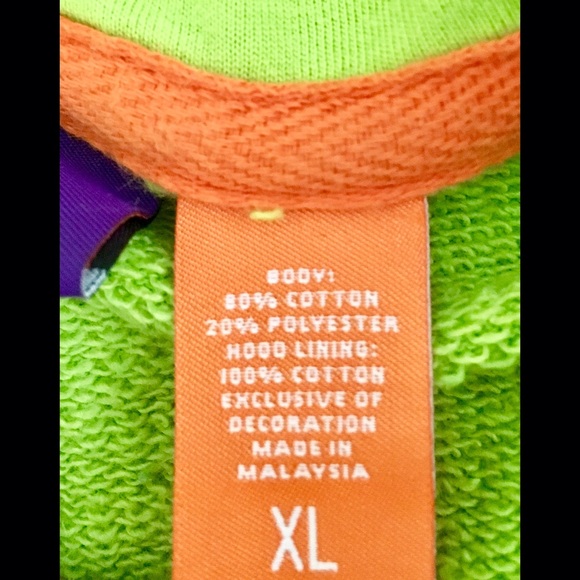 BODY:
80% COTTON
20% POLYESTER
HOOD LINING:
100% COTTON
EXCLUSIVE OF
DECORATION
MADE IN
MALAYSIA
XL